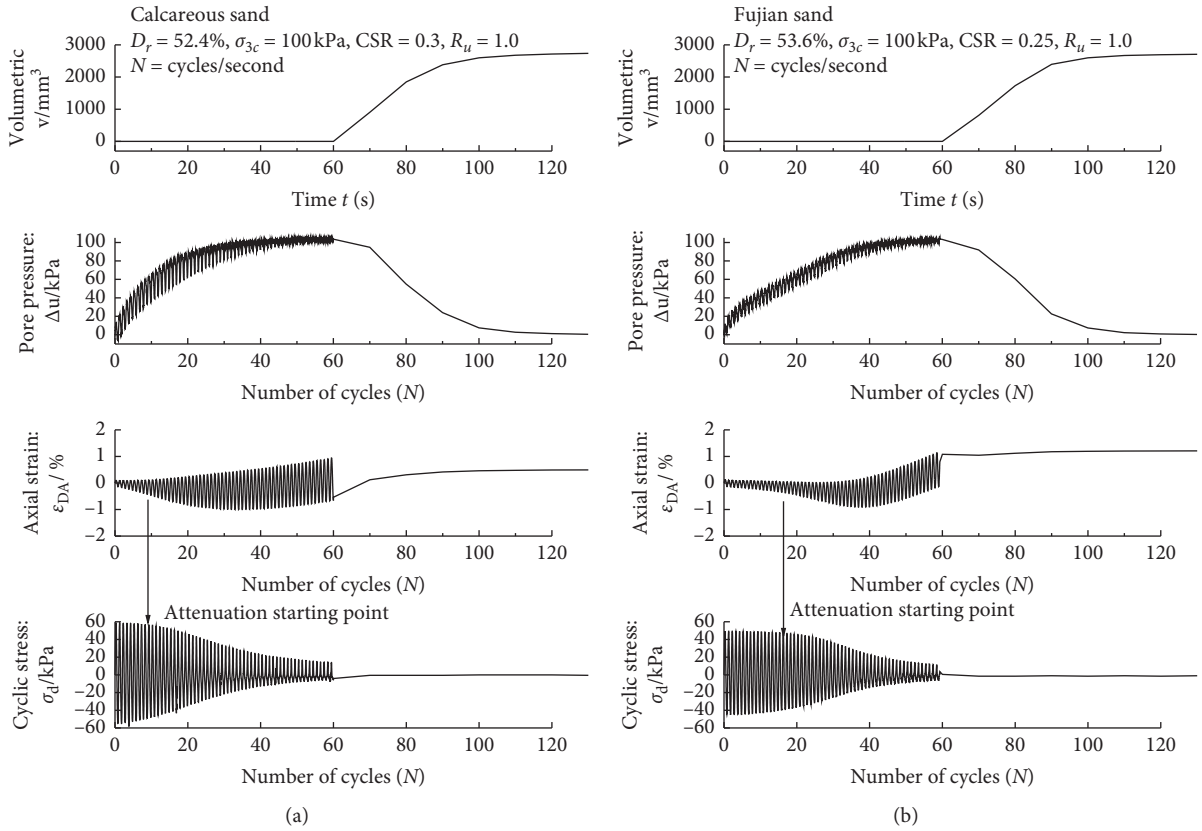 Calcareous sand
D_r = 52.4%, σ_3c = 100 kPa, CSR = 0.3, R_u = 1.0
N = cycles/second
Volumetric
v/mm³
3000
2000
1000
0
0 20 40 60 80 100 120
Time t (s)
Pore pressure:
Δu/kPa
100
80
60
40
20
0
0 20 40 60 80 100 120
Number of cycles (N)
Axial strain:
ε_DA/ %
2
1
0
–1
–2
0 20 40 60 80 100 120
Number of cycles (N)
Attenuation starting point
Cyclic stress:
σ_d/kPa
60
40
20
0
–20
–40
–60
0 20 40 60 80 100 120
Number of cycles (N)
(a)
Fujian sand
D_r = 53.6%, σ_3c = 100 kPa, CSR = 0.25, R_u = 1.0
N = cycles/second
Volumetric
v/mm³
3000
2000
1000
0
0 20 40 60 80 100 120
Time t (s)
Pore pressure:
Δu/kPa
100
80
60
40
20
0
0 20 40 60 80 100 120
Number of cycles (N)
Axial strain:
ε_DA/ %
2
1
0
–1
–2
0 20 40 60 80 100 120
Number of cycles (N)
Attenuation starting point
Cyclic stress:
σ_d/kPa
60
40
20
0
–20
–40
–60
0 20 40 60 80 100 120
Number of cycles (N)
(b)